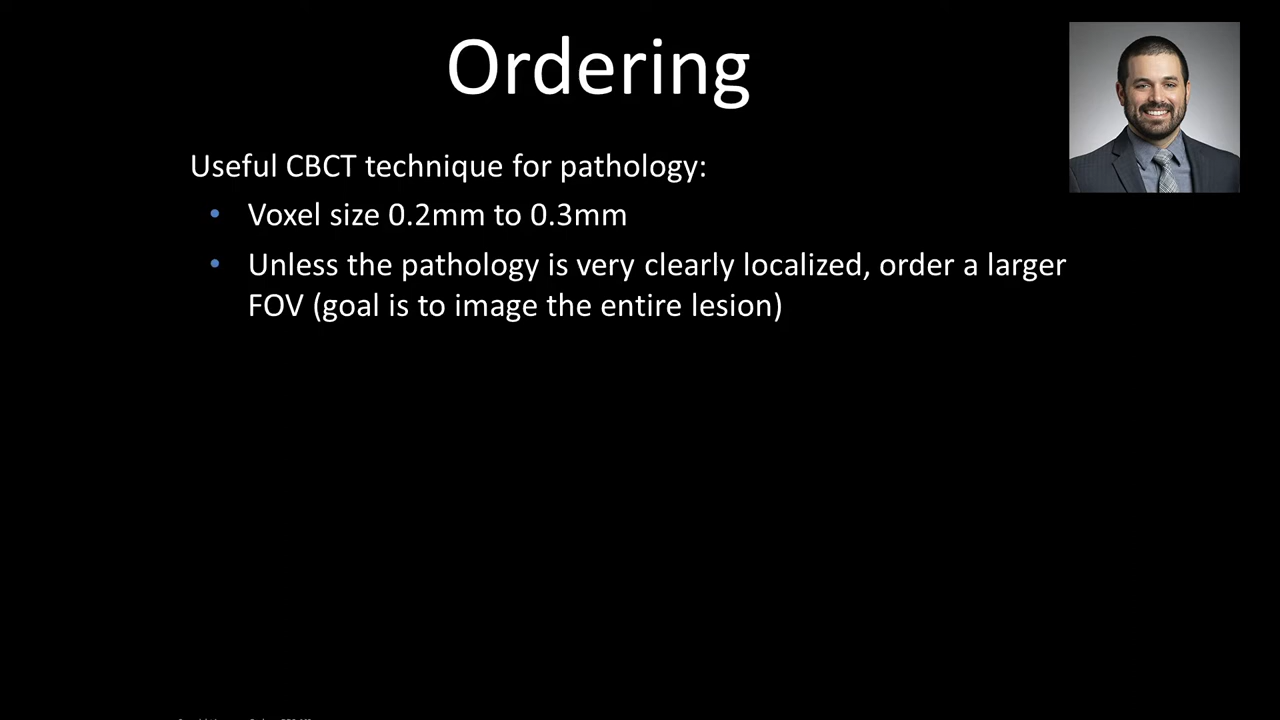 Ordering
Useful CBCT technique for pathology:
• Voxel size 0.2mm to 0.3mm
• Unless the pathology is very clearly localized, order a larger
FOV (goal is to image the entire lesion)